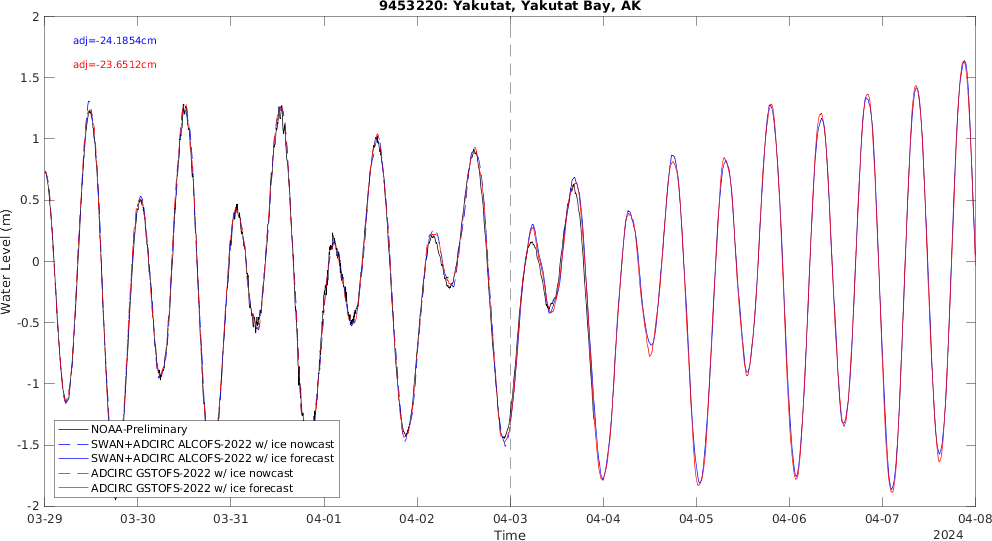 9453220: Yakutat, Yakutat Bay, AK
adj=-24.1854cm
adj=-23.6512cm
Water Level (m)
2
1.5
1
0.5
0
-0.5
-1
-1.5
-2
NOAA-Preliminary
SWAN+ADCIRC ALCOFS-2022 w/ ice nowcast
SWAN+ADCIRC ALCOFS-2022 w/ ice forecast
ADCIRC GSTOFS-2022 w/ ice nowcast
ADCIRC GSTOFS-2022 w/ ice forecast
03-29 03-30 03-31 04-01 04-02 04-03 04-04 04-05 04-06 04-07 04-08
Time
2024